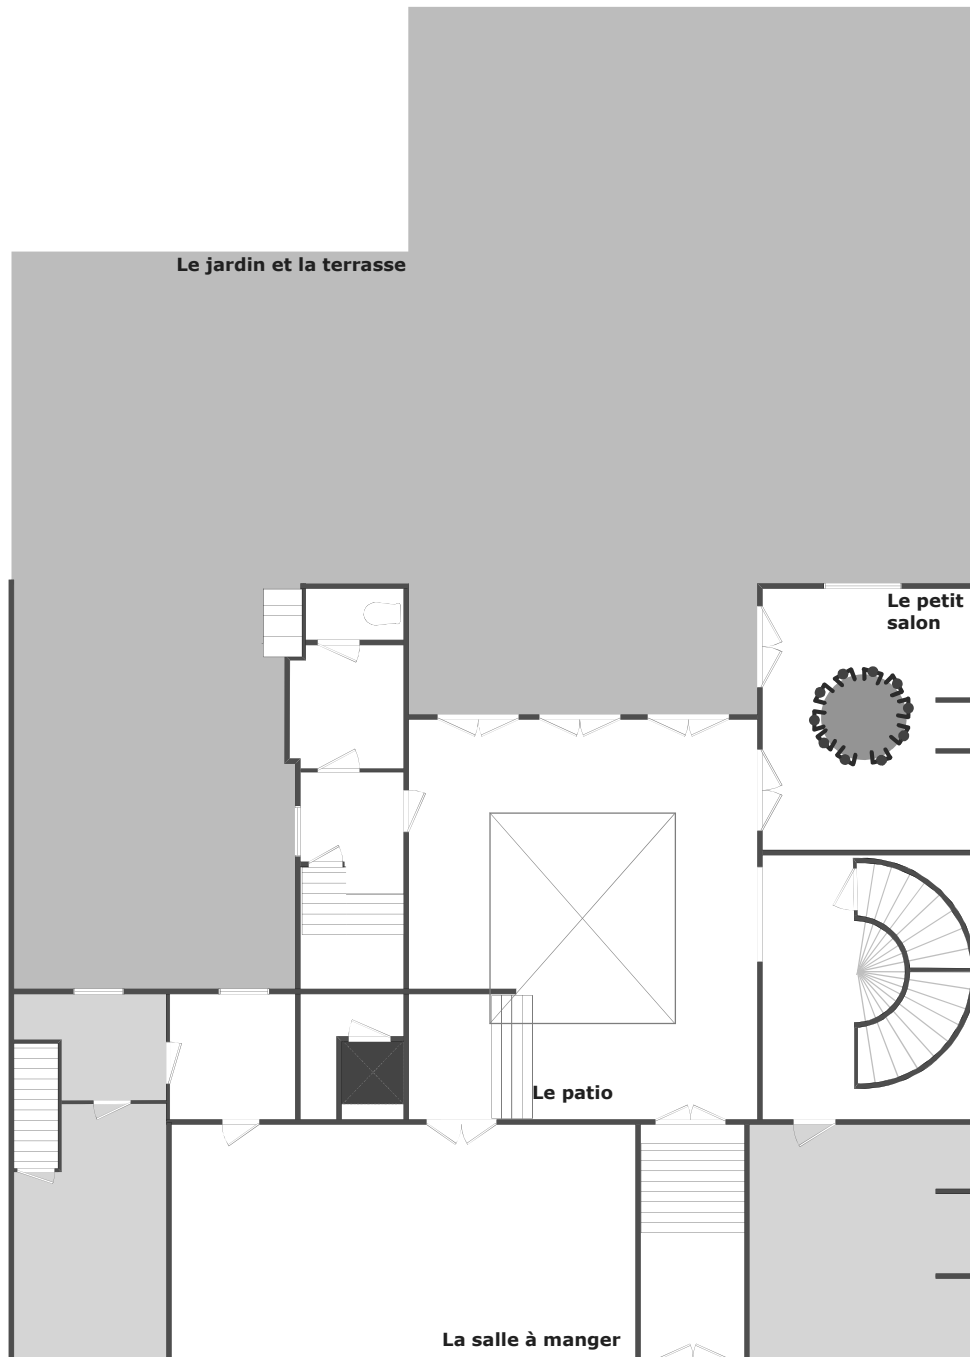 Le jardin et la terrasse
Le petit
salon
Le patio
La salle à manger